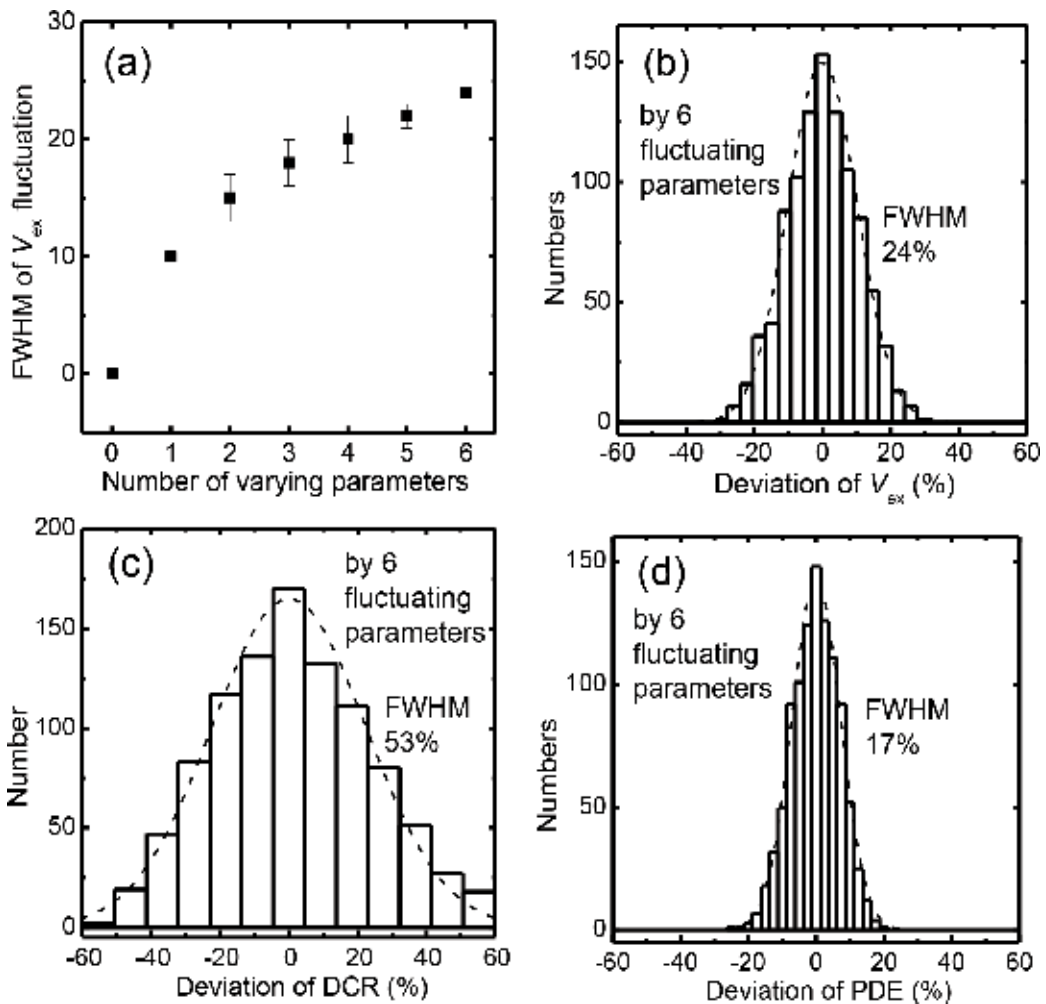 (a)
30
20
10
0
FWHM of Vex fluctuation
0 1 2 3 4 5 6
Number of varying parameters
(b)
by 6
fluctuating
parameters
FWHM
24%
150
100
50
0
Numbers
-60 -40 -20 0 20 40 60
Deviation of Vex (%)
(c)
by 6
fluctuating
parameters
FWHM
53%
200
150
100
50
0
Number
-60 -40 -20 0 20 40 60
Deviation of DCR (%)
(d)
by 6
fluctuating
parameters
FWHM
17%
150
100
50
0
Numbers
-60 -40 -20 0 20 40 60
Deviation of PDE (%)